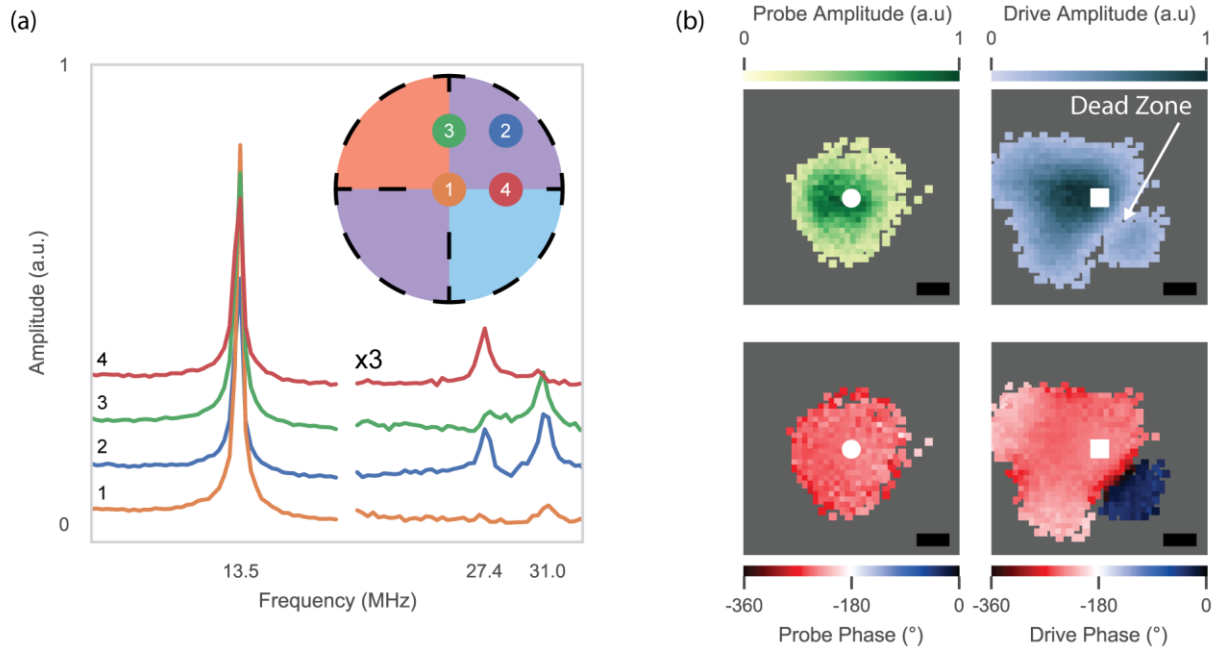 (a)
1
Amplitude (a.u.)
0
3
2
1
4
x3
4
3
2
1
13.5
27.4
31.0
Frequency (MHz)
(b)
Probe Amplitude (a.u)
0
1
Drive Amplitude (a.u)
0
1
Dead Zone
-360
-180
0
Probe Phase (°)
-360
-180
0
Drive Phase (°)